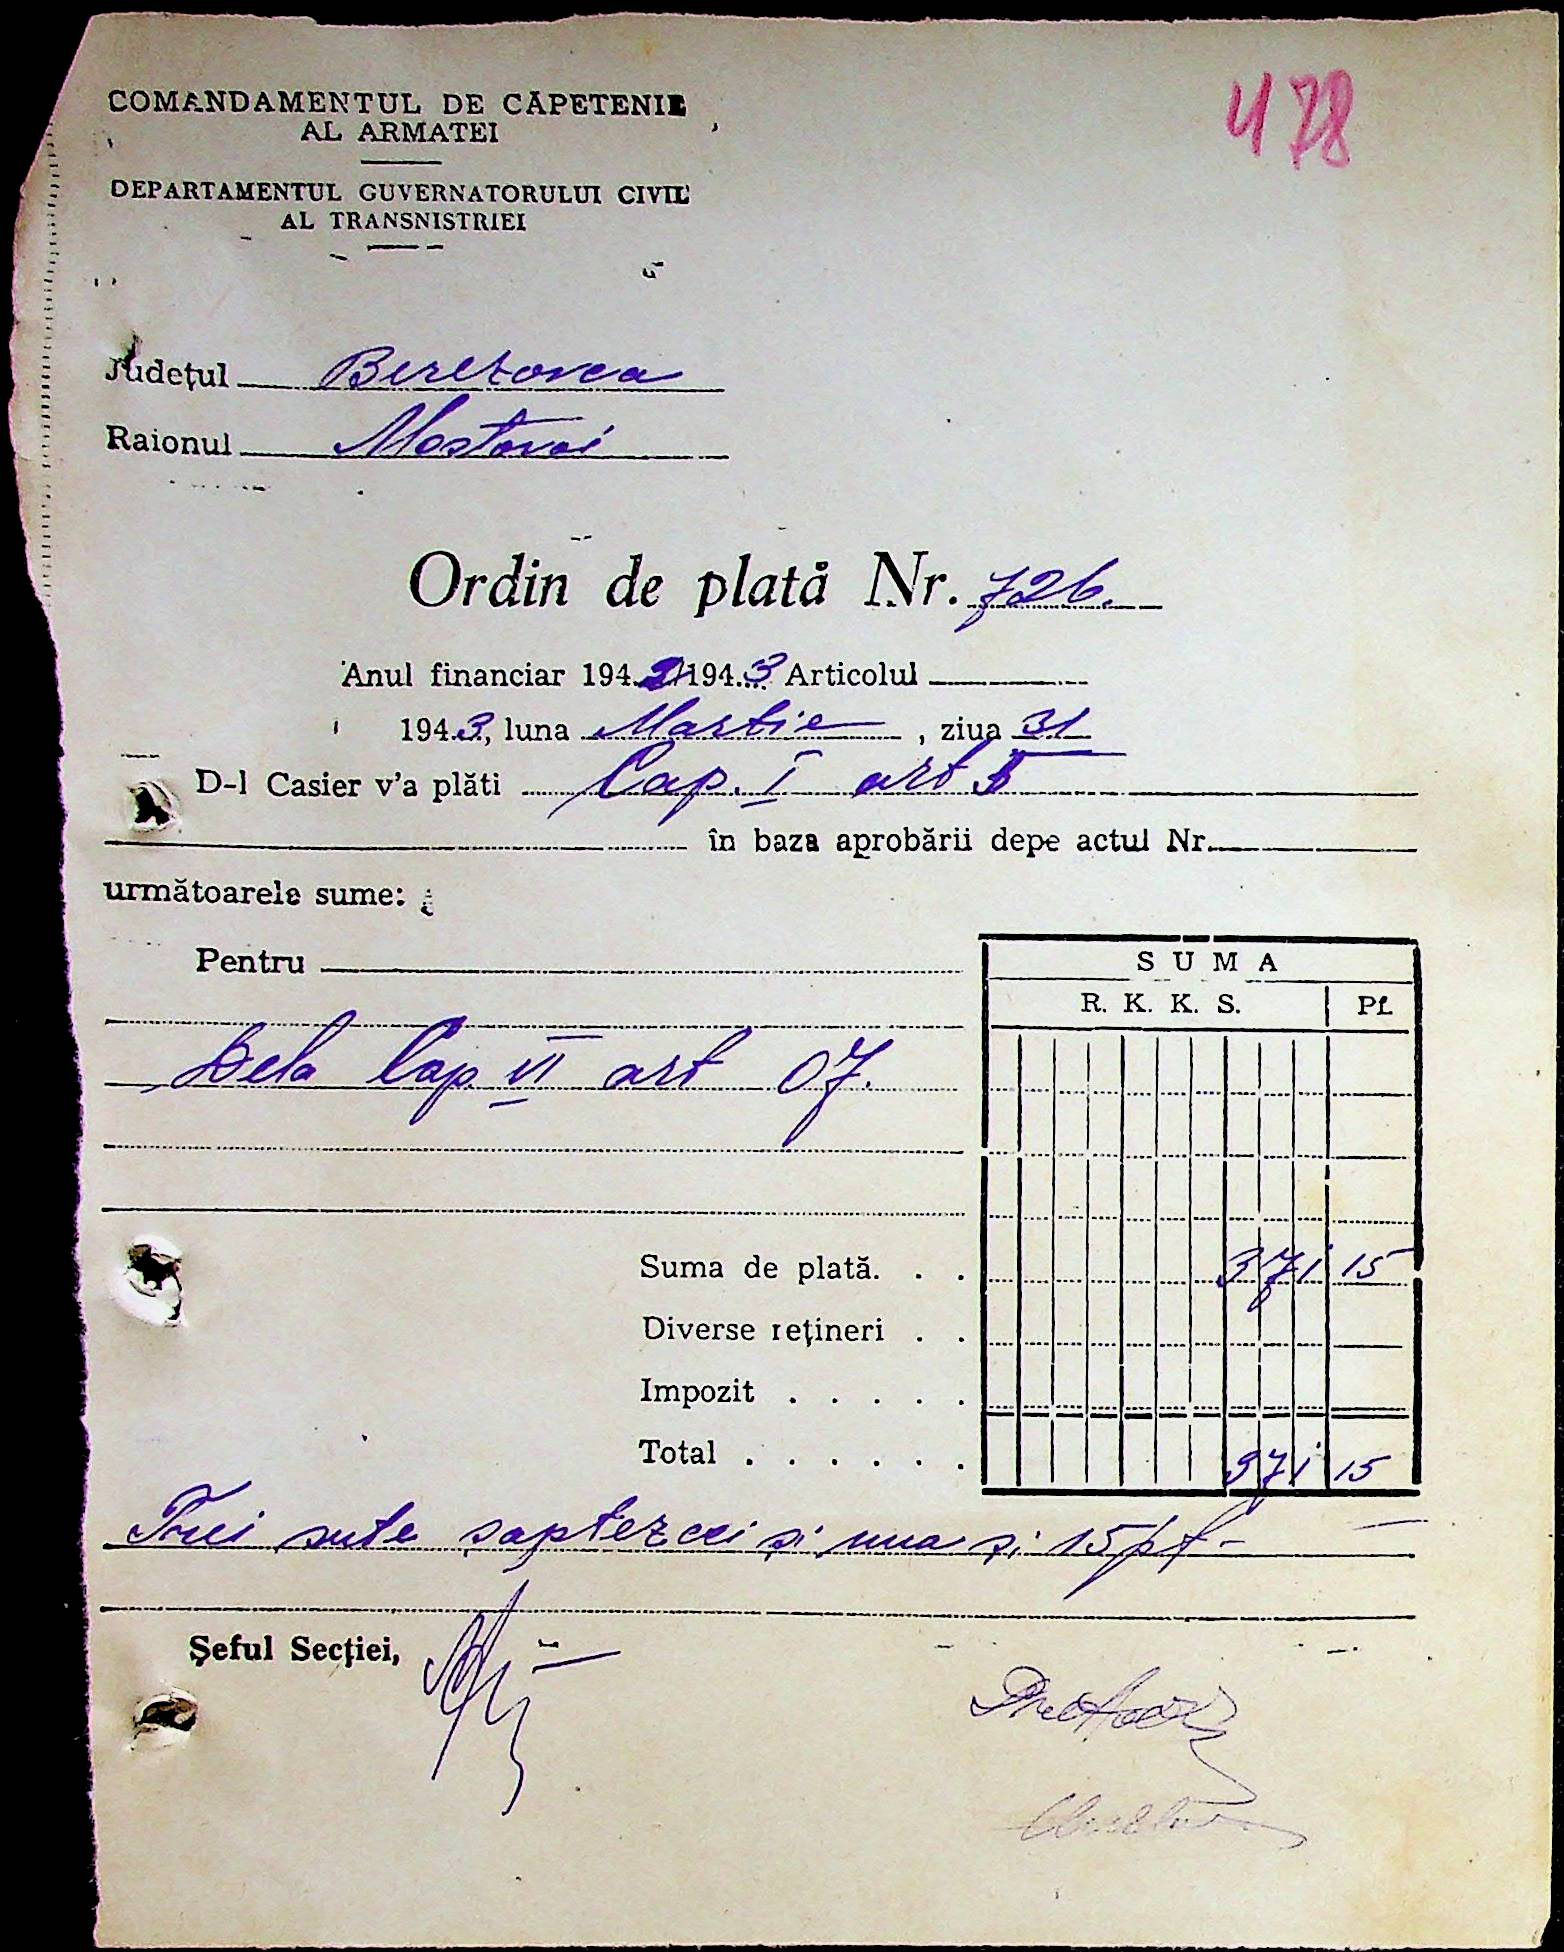 478
COMANDAMENTUL DE CĂPETENIE
AL ARMATEI
DEPARTAMENTUL GUVERNATORULUI CIVIL
AL TRANSNISTRIEI
Județul Berezovca
Raionul Mostovoi
Ordin de plată Nr. 726.
Anul financiar 1942/1943 Articolul
1943, luna Martie, ziua 31
D-l Casier v'a plăti Cap. I art 5
în baza aprobării depe actul Nr.
următoarele sume:
Pentru
SUMA
R. K. K. S. Pf.
Dela Cap VI art 07.
Suma de plată. . . 371 15
Diverse rețineri . .
Impozit . . . . .
Total . . . . . . 371 15
Trei sute șaptezeci și una și 15 pf-
Șeful Secției,
Pretor